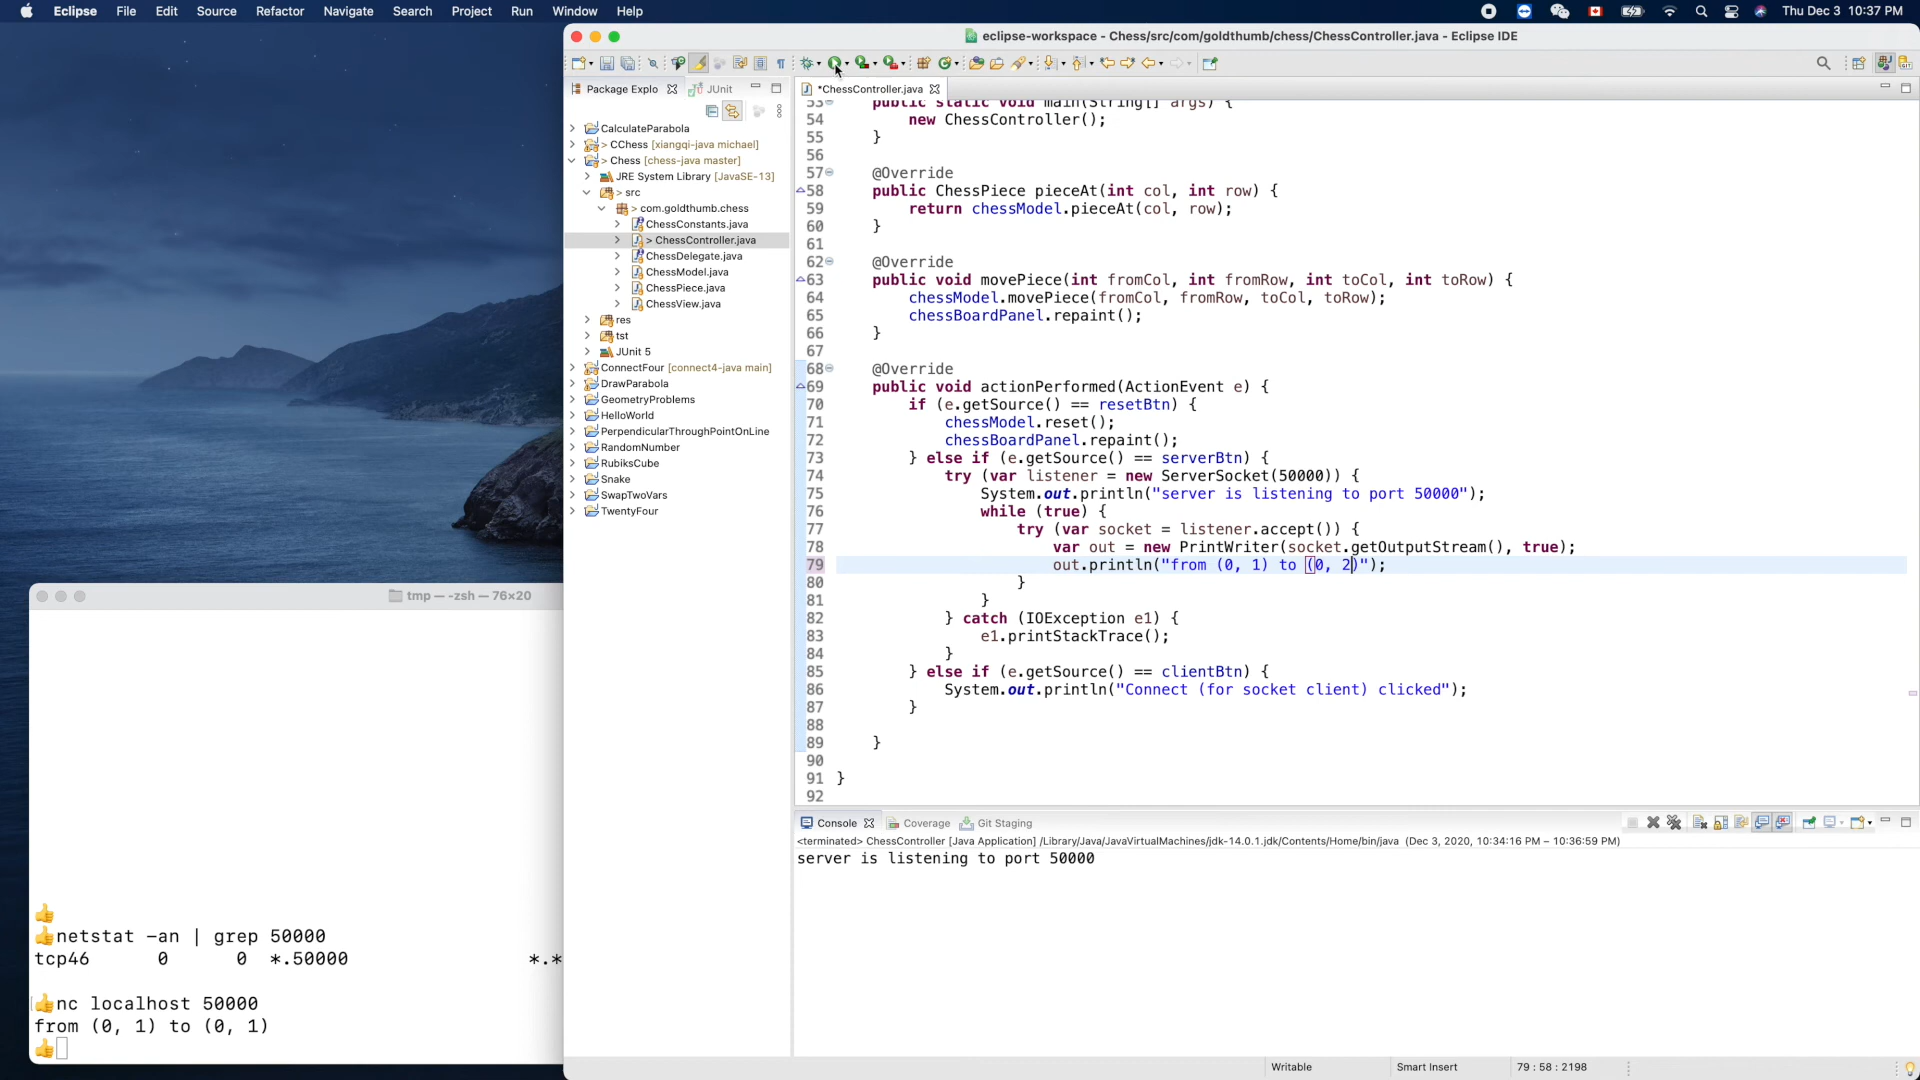 Eclipse File Edit Source Refactor Navigate Search Project Run Window Help Thu Dec 3 10:37 PM
eclipse-workspace - Chess/src/com/goldthumb/chess/ChessController.java - Eclipse IDE
Package Explo JUnit
CalculateParabola
> CChess [xiangqi-java michael]
> Chess [chess-java master]
JRE System Library [JavaSE-13]
> src
> com.goldthumb.chess
ChessConstants.java
> ChessController.java
ChessDelegate.java
ChessModel.java
ChessPiece.java
ChessView.java
res
tst
JUnit 5
ConnectFour [connect4-java main]
DrawParabola
GeometryProblems
HelloWorld
PerpendicularThroughPointOnLine
RandomNumber
RubiksCube
Snake
SwapTwoVars
TwentyFour
*ChessController.java
53 public static void main(String[] args) {
54 new ChessController();
55 }
56
57 @Override
58 public ChessPiece pieceAt(int col, int row) {
59 return chessModel.pieceAt(col, row);
60 }
61
62 @Override
63 public void movePiece(int fromCol, int fromRow, int toCol, int toRow) {
64 chessModel.movePiece(fromCol, fromRow, toCol, toRow);
65 chessBoardPanel.repaint();
66 }
67
68 @Override
69 public void actionPerformed(ActionEvent e) {
70 if (e.getSource() == resetBtn) {
71 chessModel.reset();
72 chessBoardPanel.repaint();
73 } else if (e.getSource() == serverBtn) {
74 try (var listener = new ServerSocket(50000)) {
75 System.out.println("server is listening to port 50000");
76 while (true) {
77 try (var socket = listener.accept()) {
78 var out = new PrintWriter(socket.getOutputStream(), true);
79 out.println("from (0, 1) to (0, 2)");
80 }
81 }
82 } catch (IOException e1) {
83 e1.printStackTrace();
84 }
85 } else if (e.getSource() == clientBtn) {
86 System.out.println("Connect (for socket client) clicked");
87 }
88
89 }
90
91 }
92
Console Coverage Git Staging
<terminated> ChessController [Java Application] /Library/Java/JavaVirtualMachines/jdk-14.0.1.jdk/Contents/Home/bin/java (Dec 3, 2020, 10:34:16 PM – 10:36:59 PM)
server is listening to port 50000
Writable Smart Insert 79 : 58 : 2198
tmp — -zsh — 76×20
👍
👍netstat -an | grep 50000
tcp46 0 0 *.50000 *.*
👍nc localhost 50000
from (0, 1) to (0, 1)
👍